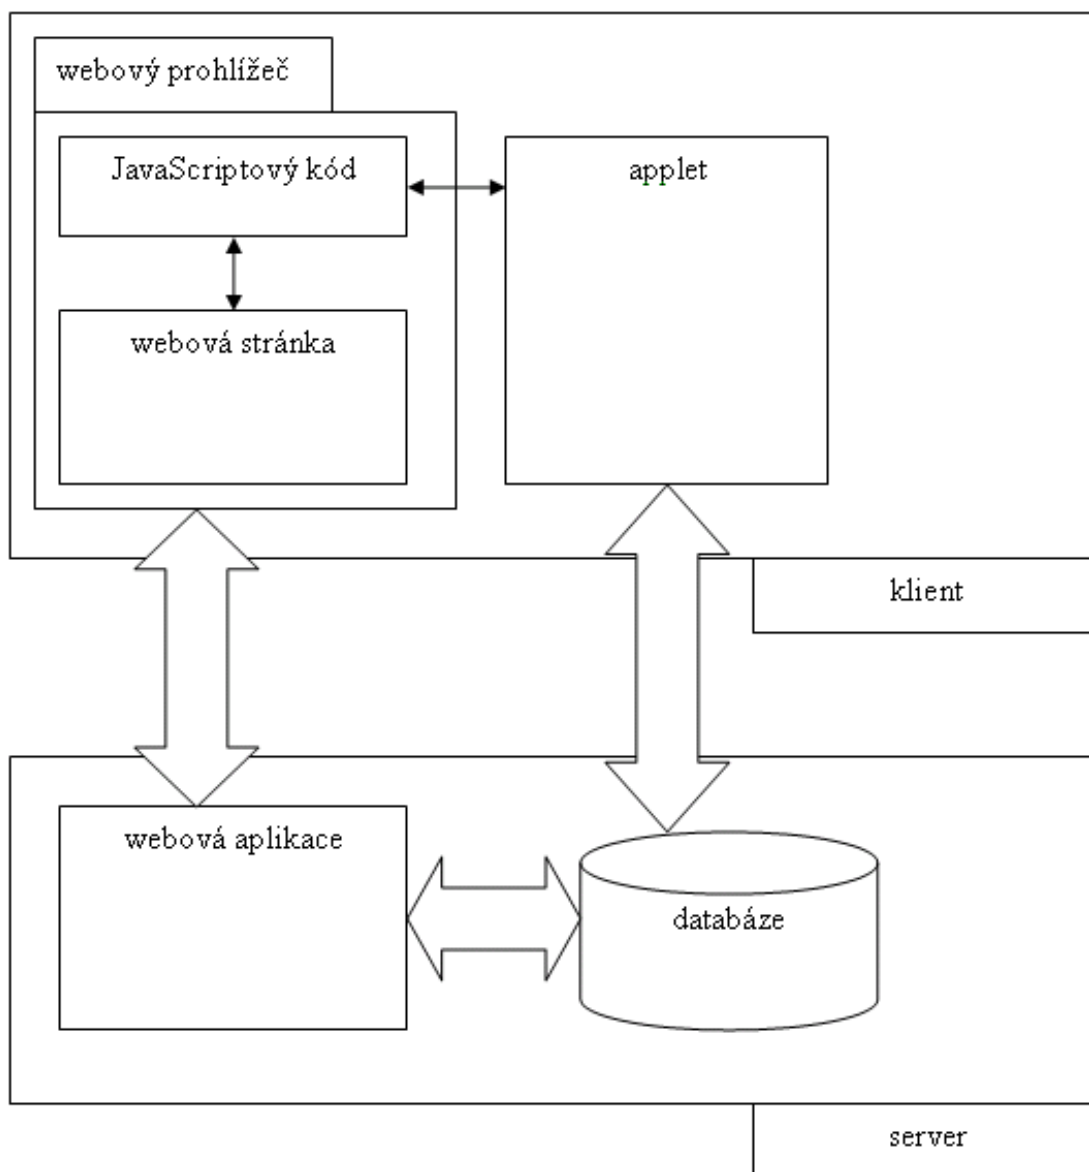 webový prohlížeč
JavaScriptový kód
applet
webová stránka
klient
webová aplikace
databáze
server